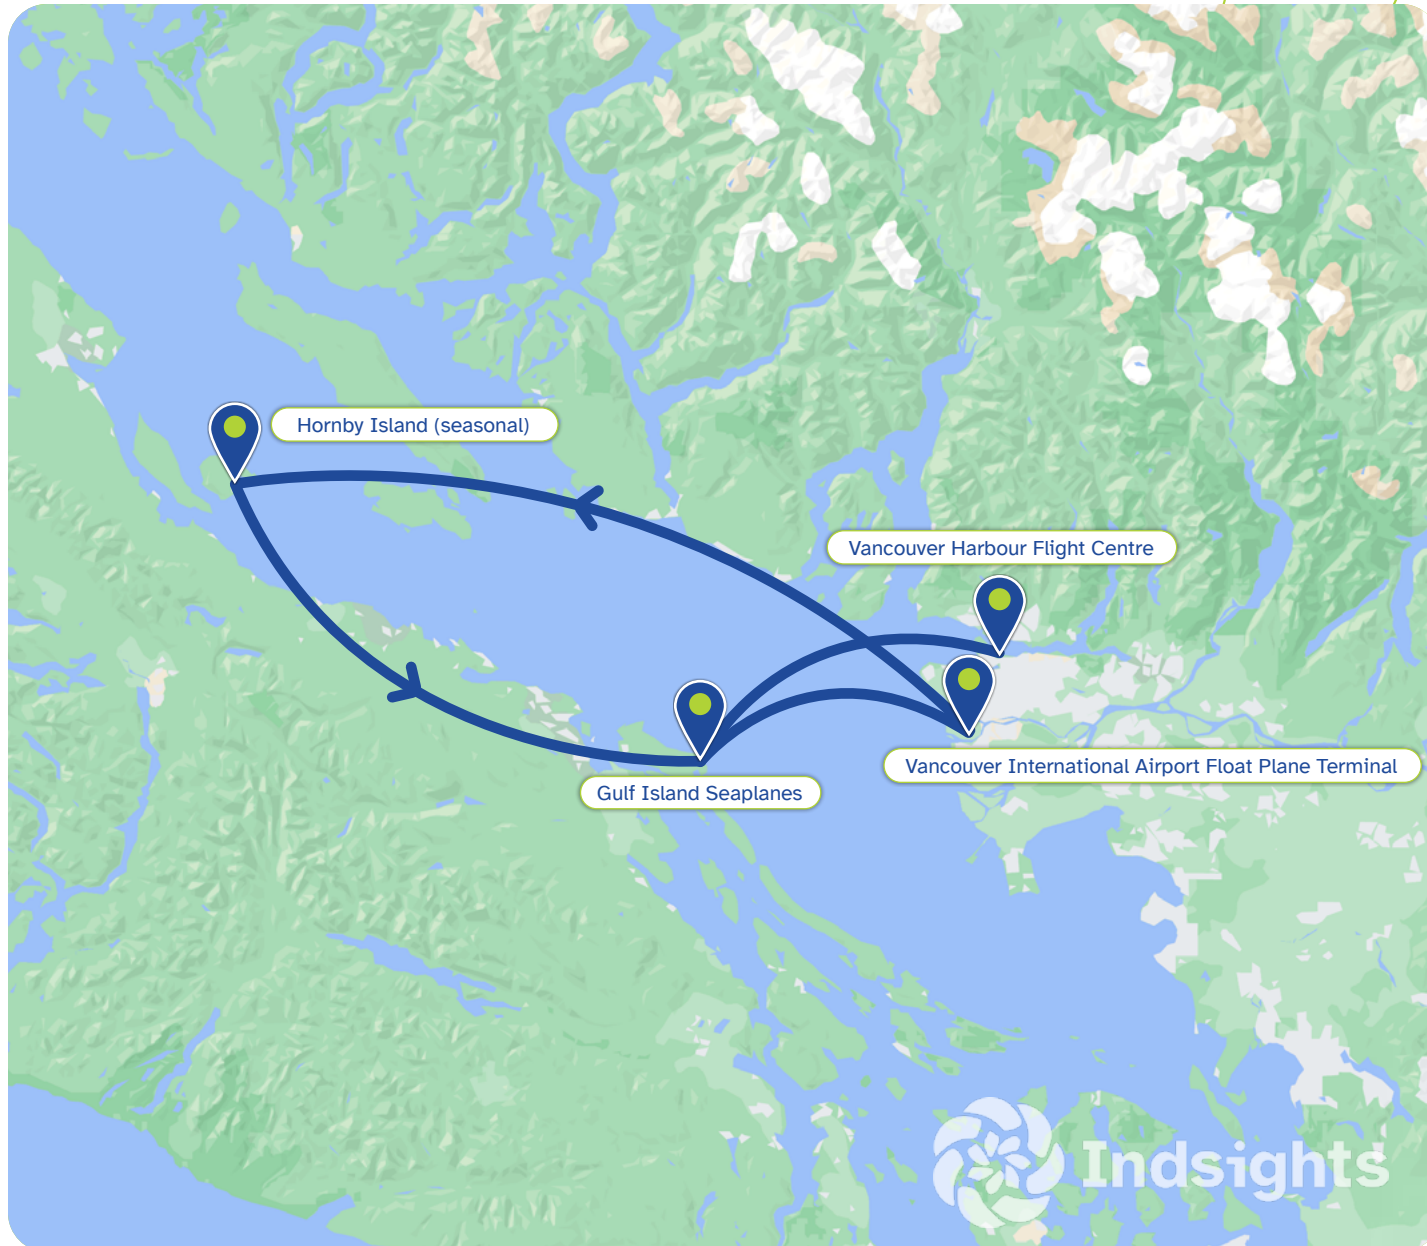 Hornby Island (seasonal)
Vancouver Harbour Flight Centre
Vancouver International Airport Float Plane Terminal
Gulf Island Seaplanes
Indsights